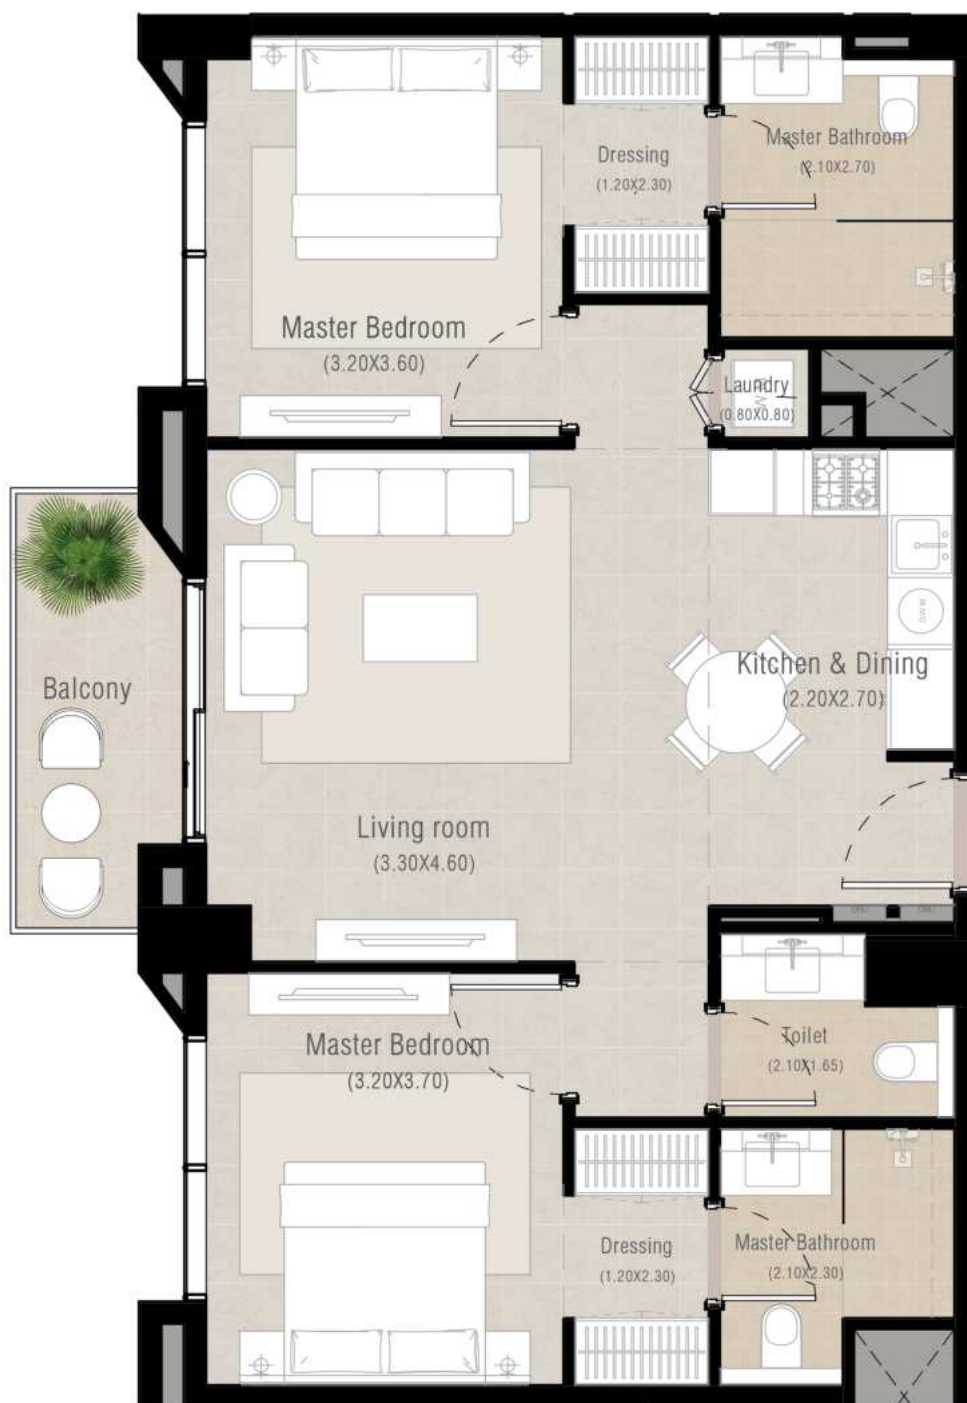 Dressing
(1.20X2.30)
Master Bathroom
(2.10X2.70)
Master Bedroom
(3.20X3.60)
Laundry
(0.80X0.80)
Balcony
Kitchen & Dining
(2.20X2.70)
Living room
(3.30X4.60)
Master Bedroom
(3.20X3.70)
Toilet
(2.10X1.65)
Dressing
(1.20X2.30)
Master Bathroom
(2.10X2.30)